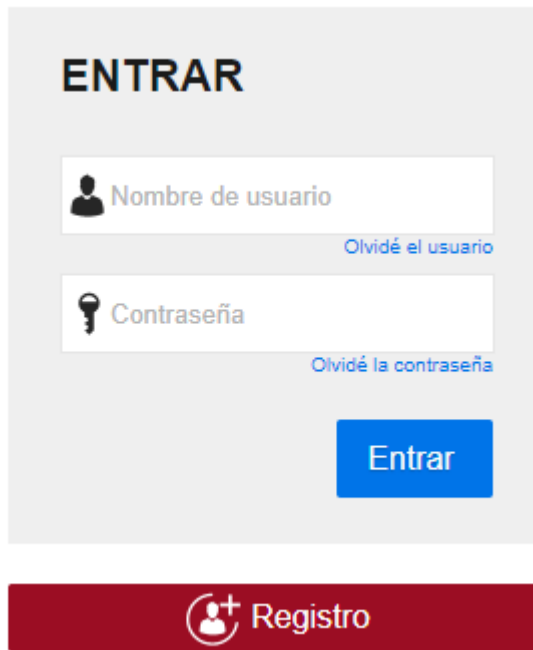 ENTRAR
Nombre de usuario
Olvidé el usuario
Contraseña
Olvidé la contraseña
Entrar
Registro